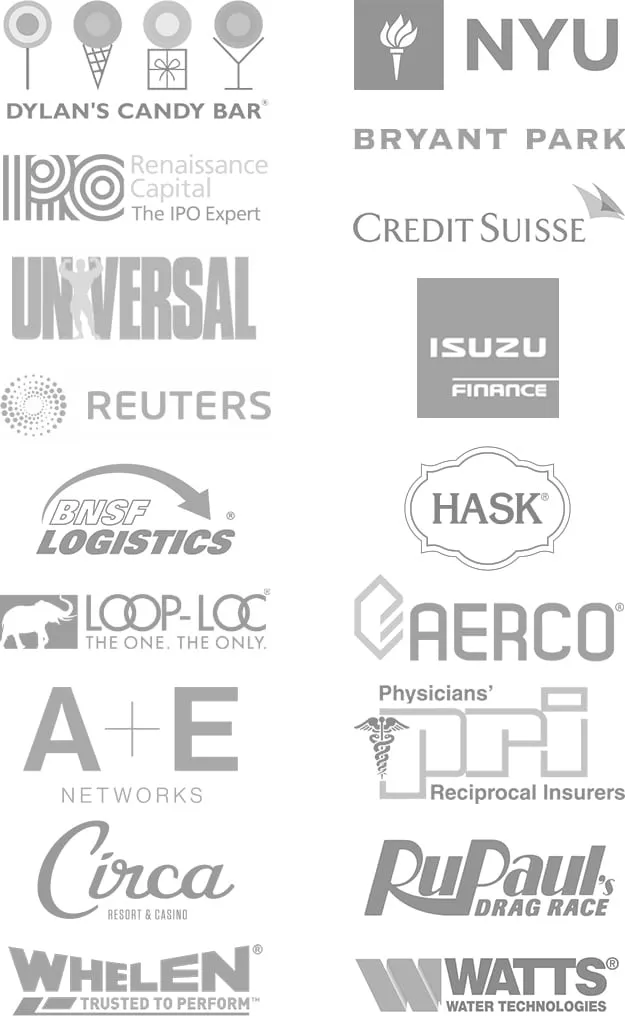 DYLAN'S CANDY BAR®
NYU
BRYANT PARK
IPO
Renaissance
Capital
The IPO Expert
CREDIT SUISSE
UNIVERSAL
ISUZU
FINANCE
REUTERS
BNSF
LOGISTICS®
HASK®
LOOP-LOC®
THE ONE. THE ONLY.
AERCO®
A+E
NETWORKS
Physicians'
pri
Reciprocal Insurers
Circa
RESORT & CASINO
RuPaul's
DRAG RACE
WHELEN®
TRUSTED TO PERFORM™
WATTS®
WATER TECHNOLOGIES